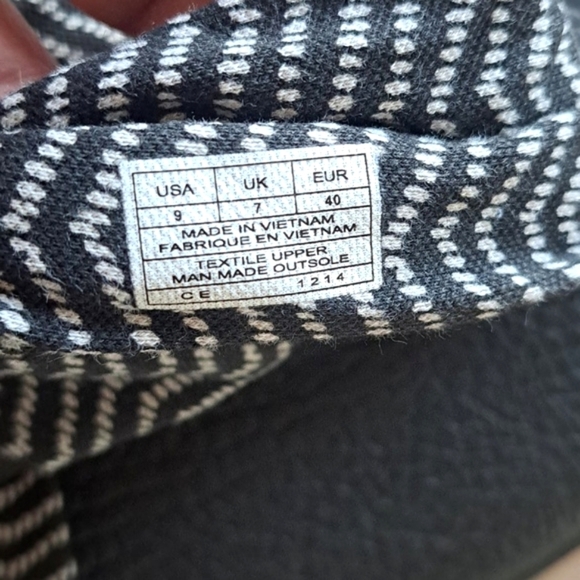 USA UK EUR
9 7 40
MADE IN VIETNAM
FABRIQUE EN VIETNAM
TEXTILE UPPER
MAN MADE OUTSOLE
CE 1214